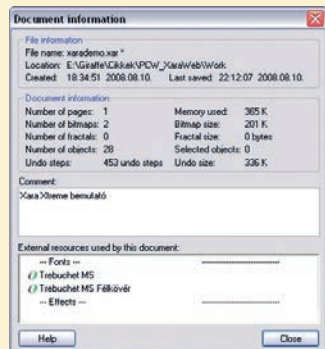 Document information
File information
File name: xarademo.xar *
Location: E:\Giraffe\Cikkek\PCW_XaraWeb\Work
Created: 18:34:51 2008.08.10. Last saved: 22:12:07 2008.08.10.
Document information
Number of pages: 1 Memory used: 365 K
Number of bitmaps: 2 Bitmap size: 201 K
Number of fractals: 0 Fractal size: 0 bytes
Number of objects: 28 Selected objects: 0
Undo steps: 453 undo steps Undo size: 336 K
Comment:
Xara Xtreme bemutató
External resources used by this document:
--- Fonts ---
Trebuchet MS
Trebuchet MS Félkövér
--- Effects ---
Help Close